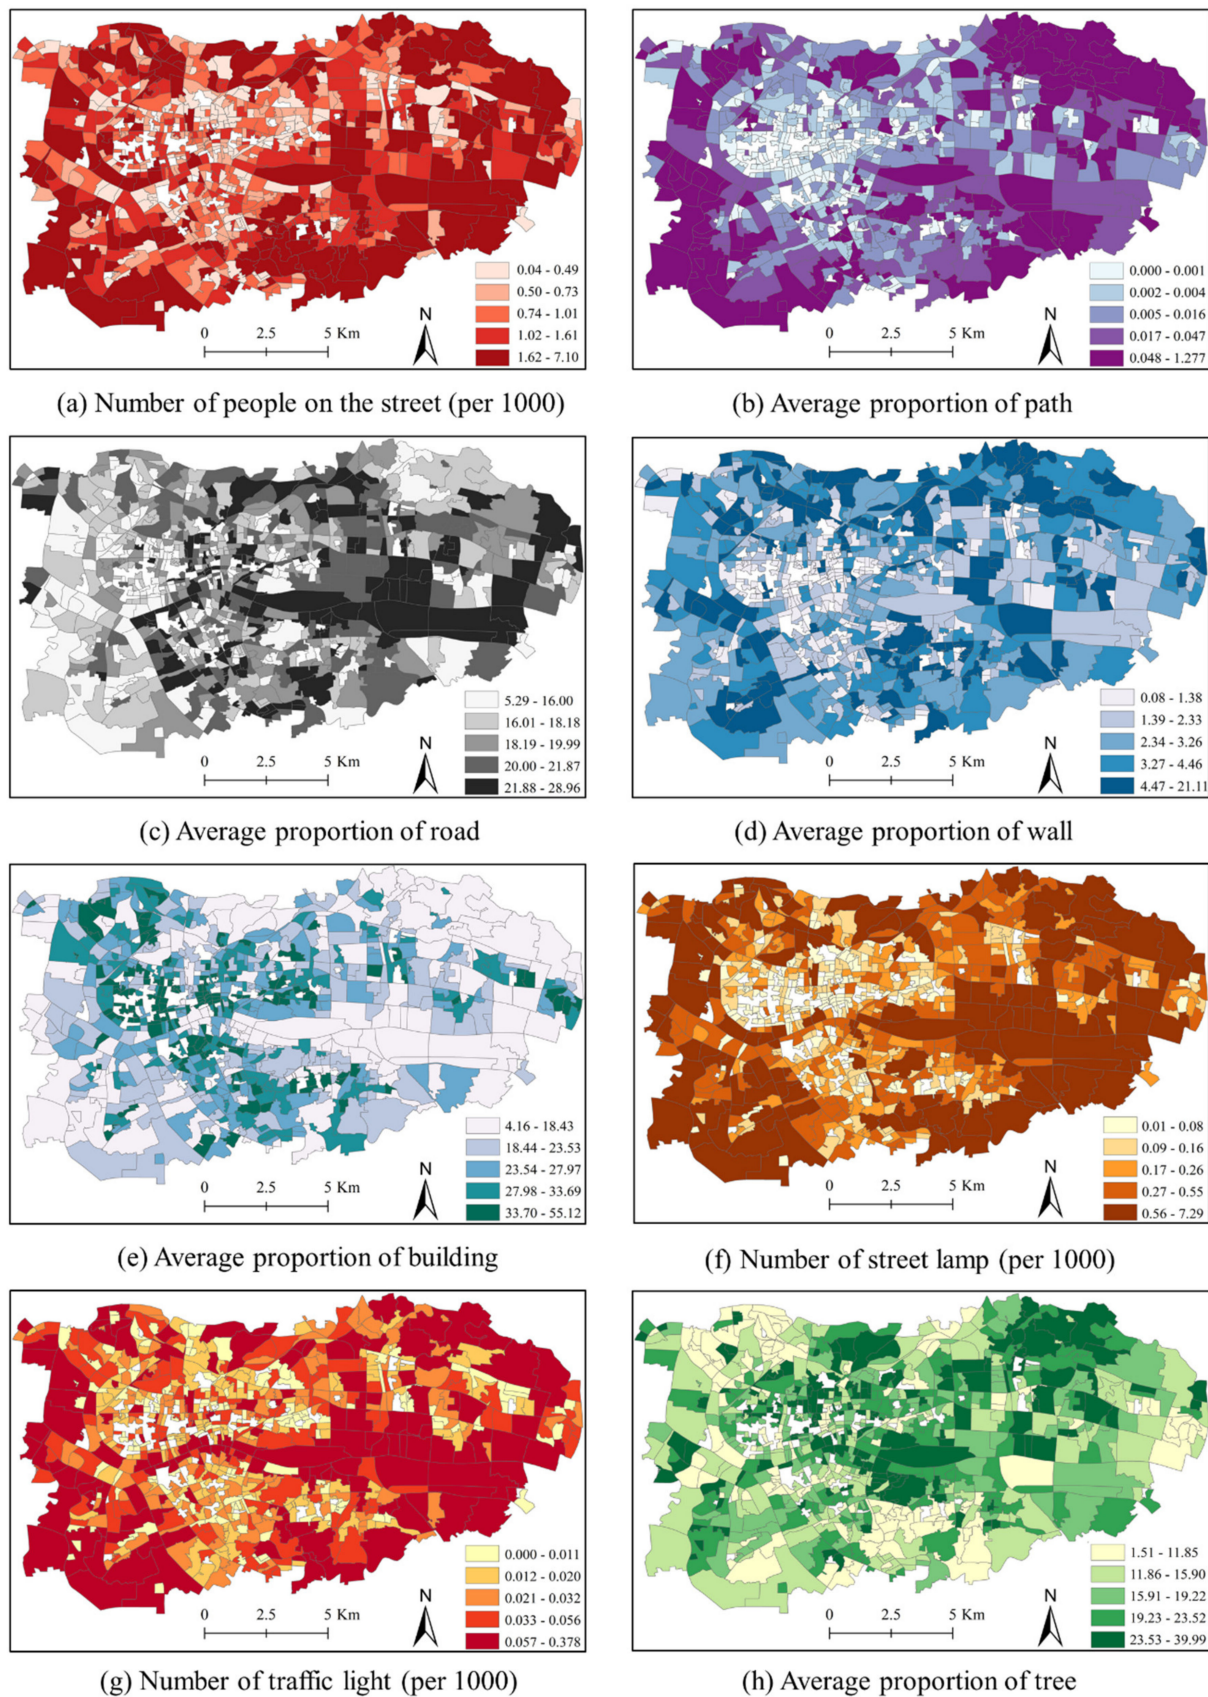 0.04 - 0.49
0.50 - 0.73
0.74 - 1.01
1.02 - 1.61
1.62 - 7.10
0 2.5 5 Km
N
(a) Number of people on the street (per 1000)
0.000 - 0.001
0.002 - 0.004
0.005 - 0.016
0.017 - 0.047
0.048 - 1.277
0 2.5 5 Km
N
(b) Average proportion of path
5.29 - 16.00
16.01 - 18.18
18.19 - 19.99
20.00 - 21.87
21.88 - 28.96
0 2.5 5 Km
N
(c) Average proportion of road
0.08 - 1.38
1.39 - 2.33
2.34 - 3.26
3.27 - 4.46
4.47 - 21.11
0 2.5 5 Km
N
(d) Average proportion of wall
4.16 - 18.43
18.44 - 23.53
23.54 - 27.97
27.98 - 33.69
33.70 - 55.12
0 2.5 5 Km
N
(e) Average proportion of building
0.01 - 0.08
0.09 - 0.16
0.17 - 0.26
0.27 - 0.55
0.56 - 7.29
0 2.5 5 Km
N
(f) Number of street lamp (per 1000)
0.000 - 0.011
0.012 - 0.020
0.021 - 0.032
0.033 - 0.056
0.057 - 0.378
0 2.5 5 Km
N
(g) Number of traffic light (per 1000)
1.51 - 11.85
11.86 - 15.90
15.91 - 19.22
19.23 - 23.52
23.53 - 39.99
0 2.5 5 Km
N
(h) Average proportion of tree